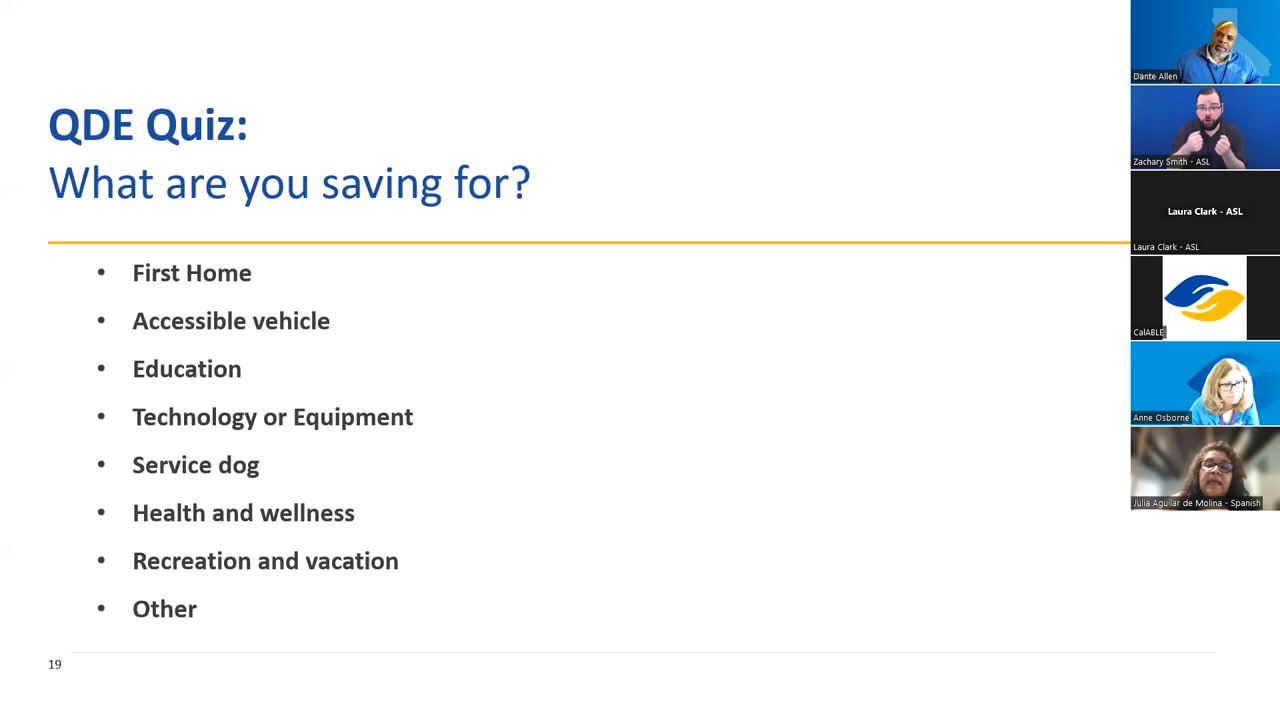 QDE Quiz:
What are you saving for?
• First Home
• Accessible vehicle
• Education
• Technology or Equipment
• Service dog
• Health and wellness
• Recreation and vacation
• Other
19
Dante Allen
Zachary Smith - ASL
Laura Clark - ASL
Laura Clark - ASL
CalABLE
Anne Osborne
Julia Aguilar de Molina - Spanish